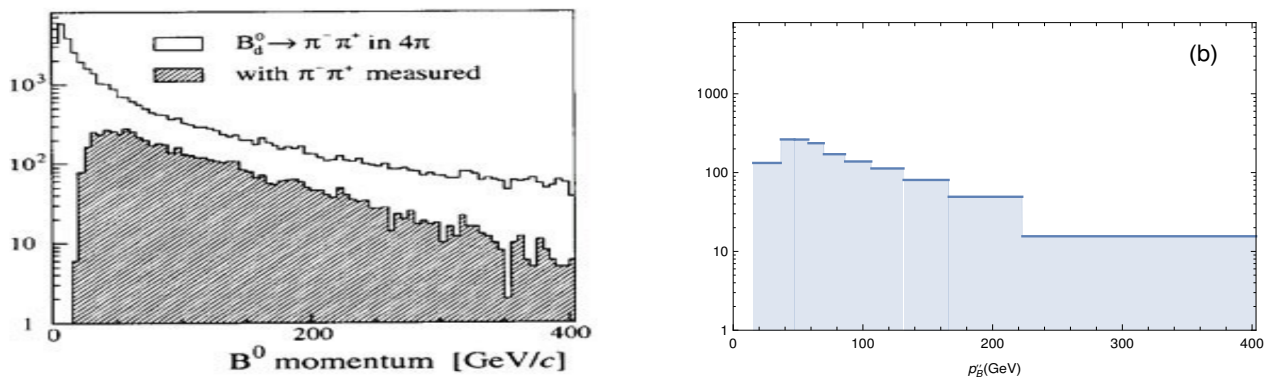 B⁰_d → π⁻π⁺ in 4π
with π⁻π⁺ measured
10³
10²
10
1
0 200 400
B⁰ momentum [GeV/c]
(b)
1000
100
10
1
0 100 200 300 400
(GeV)